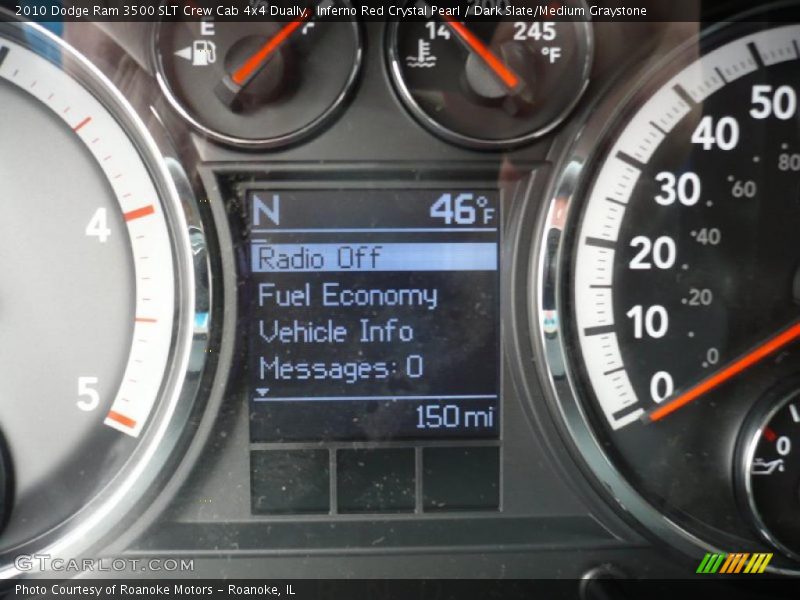 2010 Dodge Ram 3500 SLT Crew Cab 4x4 Dually, Inferno Red Crystal Pearl / Dark Slate/Medium Graystone
E
14
245
°F
N
46°F
Radio Off
Fuel Economy
Vehicle Info
Messages: 0
150 mi
4
5
50
40
30
20
10
0
80
60
40
20
0
0
GTCARLOT.COM
Photo Courtesy of Roanoke Motors - Roanoke, IL